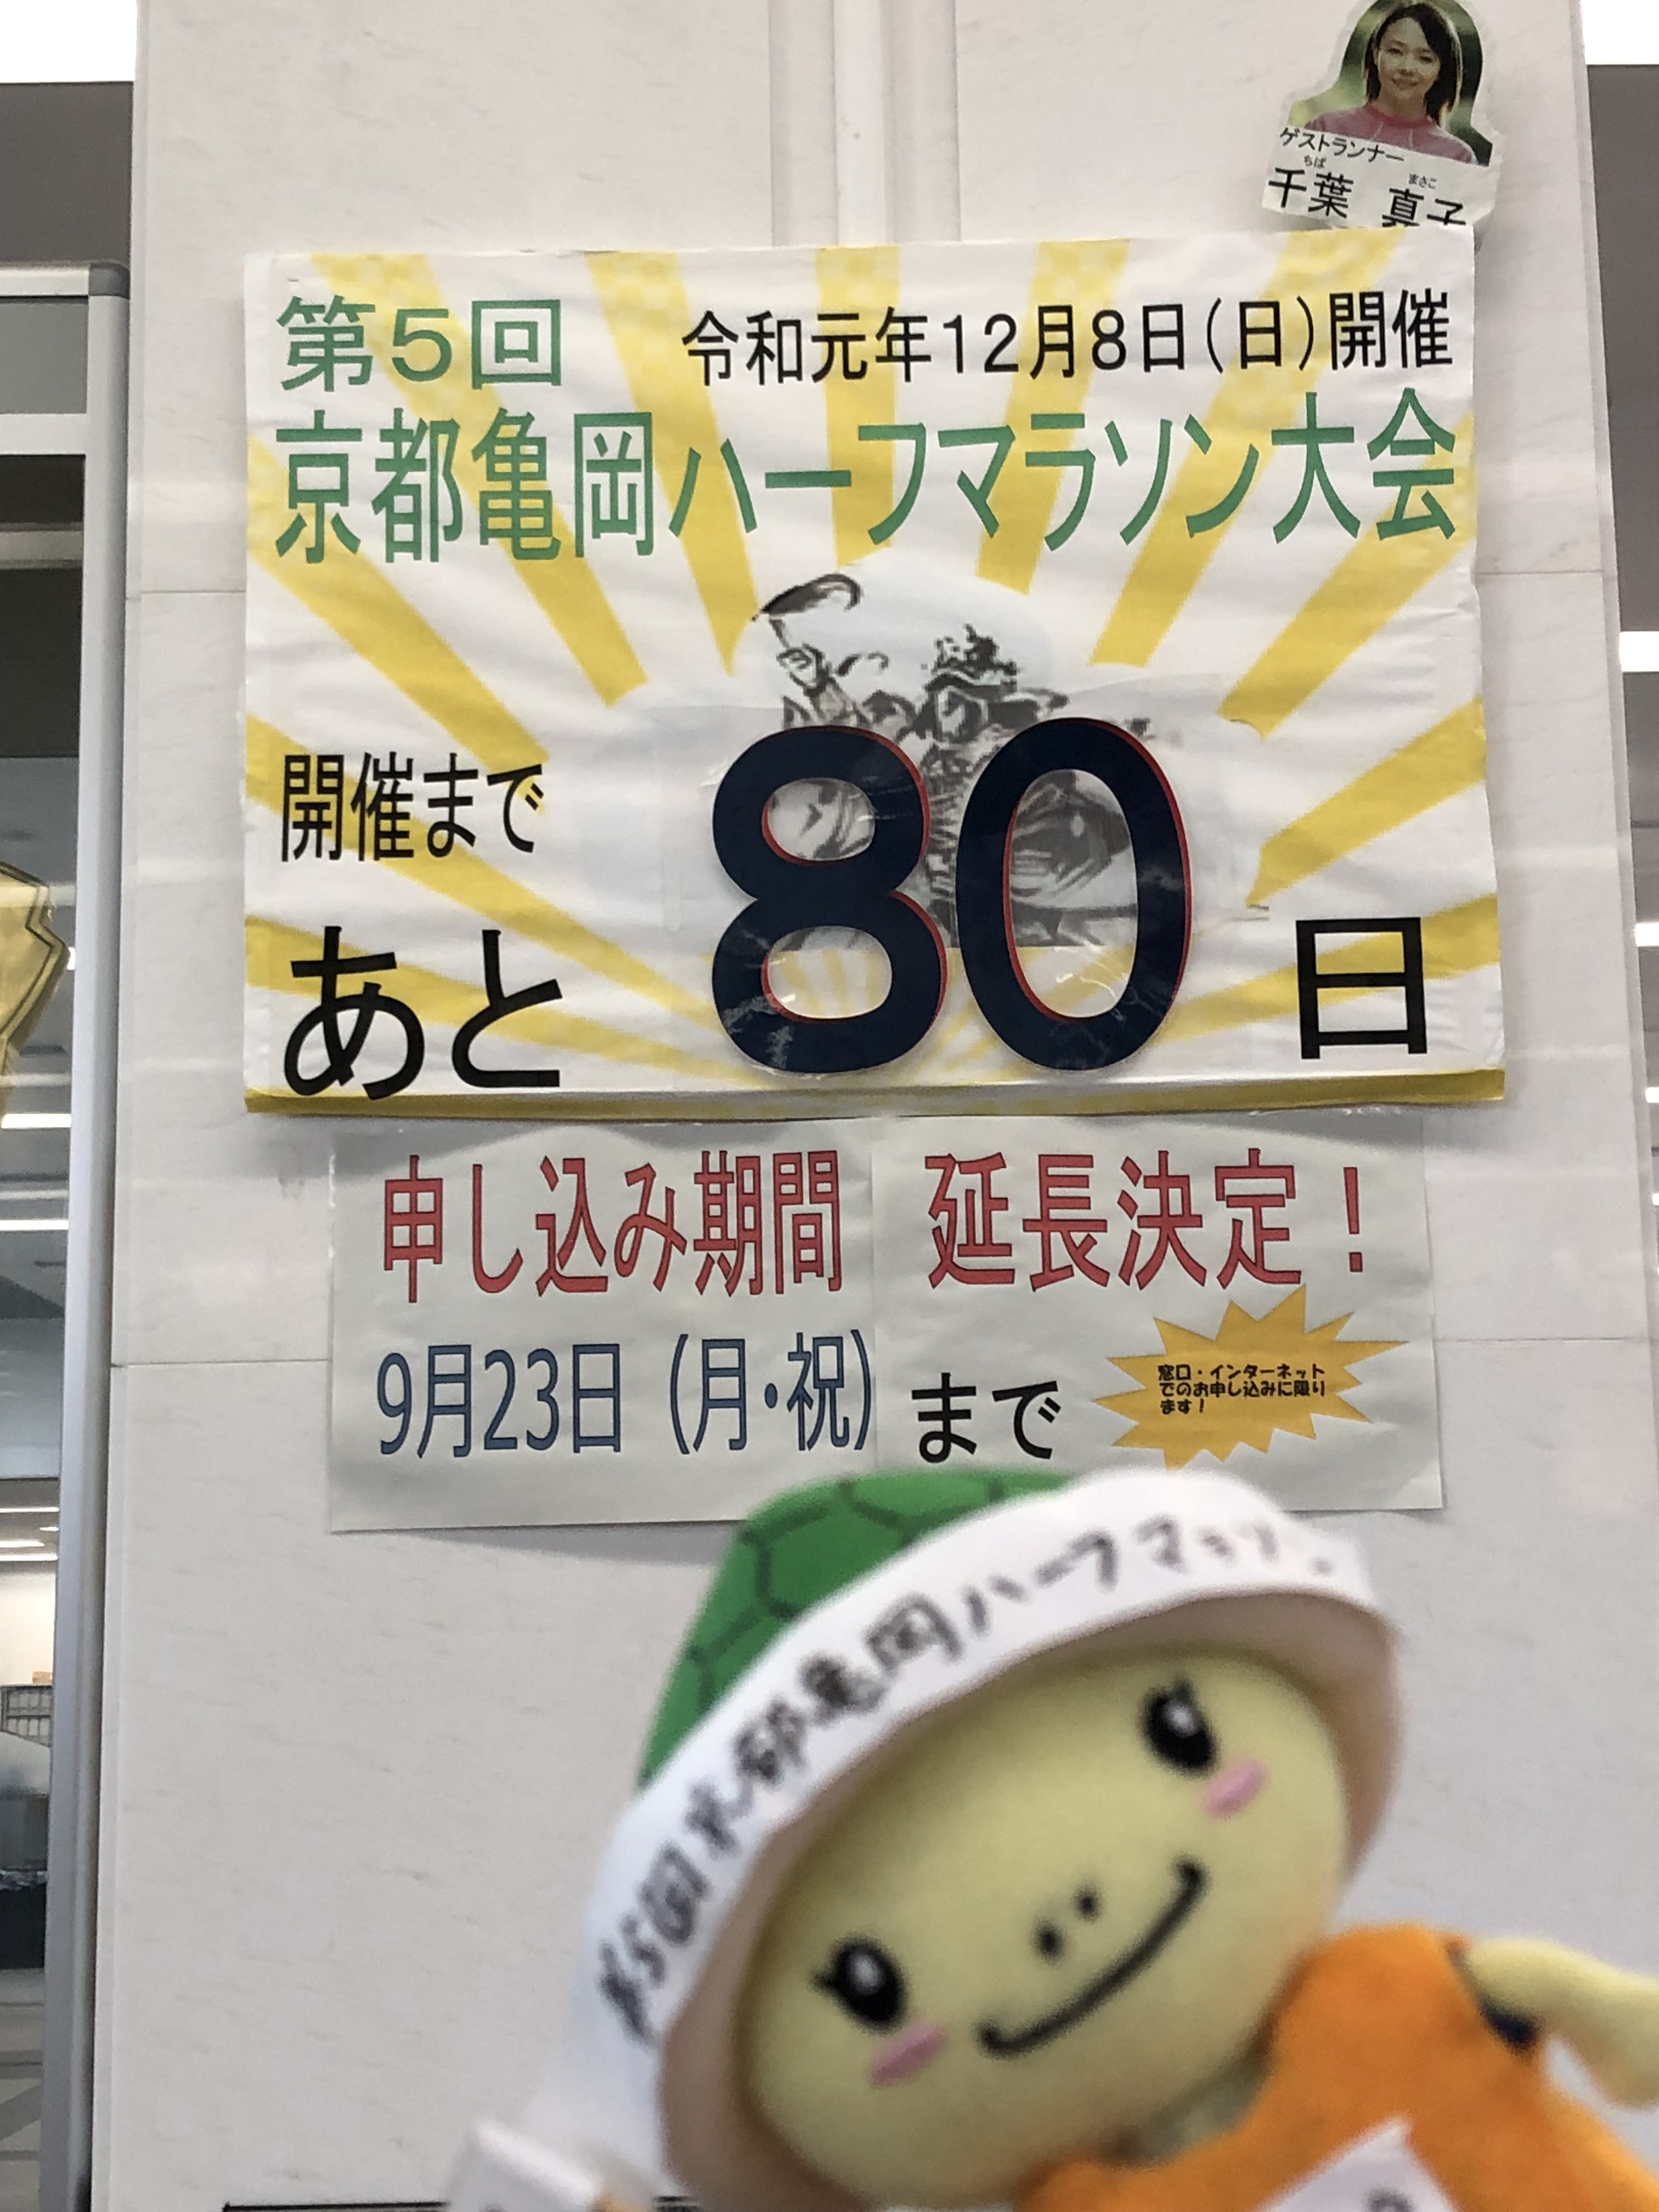 ゲストランナー
ちば まさこ
千葉 真子
第5回 令和元年12月8日(日)開催
京都亀岡ハーフマラソン大会
開催まで
あと 80 日
申し込み期間 延長決定!
9月23日(月・祝)まで
窓口・インターネット
でのお申し込みに限り
ます!
京都亀岡ハーフマラソン